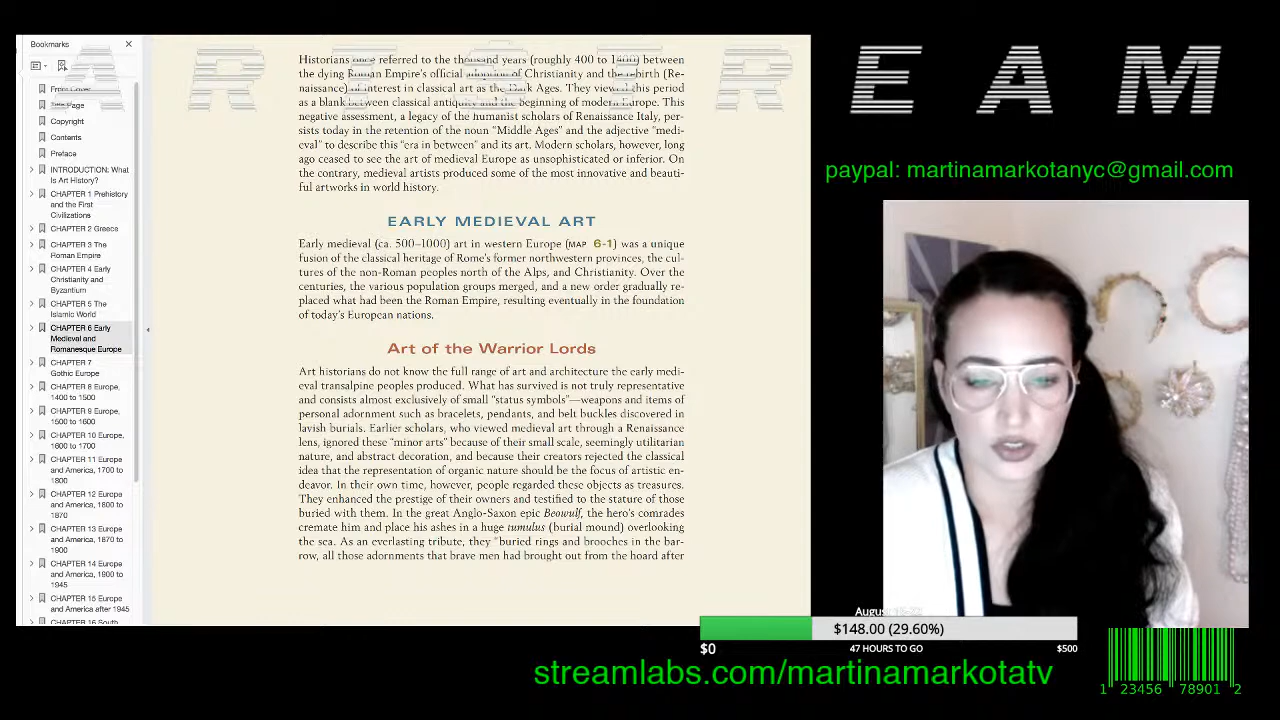 Bookmarks
Front Cover
Title Page
Copyright
Contents
Preface
INTRODUCTION: What
Is Art History?
CHAPTER 1 Prehistory
and the First
Civilizations
CHAPTER 2 Greece
CHAPTER 3 The
Roman Empire
CHAPTER 4 Early
Christianity and
Byzantium
CHAPTER 5 The
Islamic World
CHAPTER 6 Early
Medieval and
Romanesque Europe
CHAPTER 7
Gothic Europe
CHAPTER 8 Europe,
1400 to 1500
CHAPTER 9 Europe,
1500 to 1600
CHAPTER 10 Europe,
1600 to 1700
CHAPTER 11 Europe
and America, 1700 to
1800
CHAPTER 12 Europe
and America, 1800 to
1870
CHAPTER 13 Europe
and America, 1870 to
1900
CHAPTER 14 Europe
and America, 1900 to
1945
CHAPTER 15 Europe
and America after 1945
CHAPTER 16 South
Historians once referred to the thousand years (roughly 400 to 1400) between
the dying Roman Empire's official adoption of Christianity and the rebirth (Re-
naissance) of interest in classical art as the Dark Ages. They viewed this period
as a blank between classical antiquity and the beginning of modern Europe. This
negative assessment, a legacy of the humanist scholars of Renaissance Italy, per-
sists today in the retention of the noun "Middle Ages" and the adjective "medi-
eval" to describe this "era in between" and its art. Modern scholars, however, long
ago ceased to see the art of medieval Europe as unsophisticated or inferior. On
the contrary, medieval artists produced some of the most innovative and beauti-
ful artworks in world history.
EARLY MEDIEVAL ART
Early medieval (ca. 500–1000) art in western Europe (MAP 6-1) was a unique
fusion of the classical heritage of Rome's former northwestern provinces, the cul-
tures of the non-Roman peoples north of the Alps, and Christianity. Over the
centuries, the various population groups merged, and a new order gradually re-
placed what had been the Roman Empire, resulting eventually in the foundation
of today's European nations.
Art of the Warrior Lords
Art historians do not know the full range of art and architecture the early medi-
eval transalpine peoples produced. What has survived is not truly representative
and consists almost exclusively of small "status symbols"—weapons and items of
personal adornment such as bracelets, pendants, and belt buckles discovered in
lavish burials. Earlier scholars, who viewed medieval art through a Renaissance
lens, ignored these "minor arts" because of their small scale, seemingly utilitarian
nature, and abstract decoration, and because their creators rejected the classical
idea that the representation of organic nature should be the focus of artistic en-
deavor. In their own time, however, people regarded these objects as treasures.
They enhanced the prestige of their owners and testified to the stature of those
buried with them. In the great Anglo-Saxon epic Beowulf, the hero's comrades
cremate him and place his ashes in a huge tumulus (burial mound) overlooking
the sea. As an everlasting tribute, they "buried rings and brooches in the bar-
row, all those adornments that brave men had brought out from the hoard after
A R T S T R E A M
paypal: martinamarkotanyc@gmail.com
August
$148.00 (29.60%)
$0 47 HOURS TO GO $500
streamlabs.com/martinamarkotatv
1 23456 78901 2